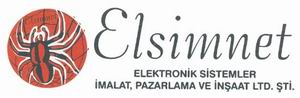 Elsimnet
ELEKTRONİK SİSTEMLER
İMALAT, PAZARLAMA VE İNŞAAT LTD. ŞTİ.